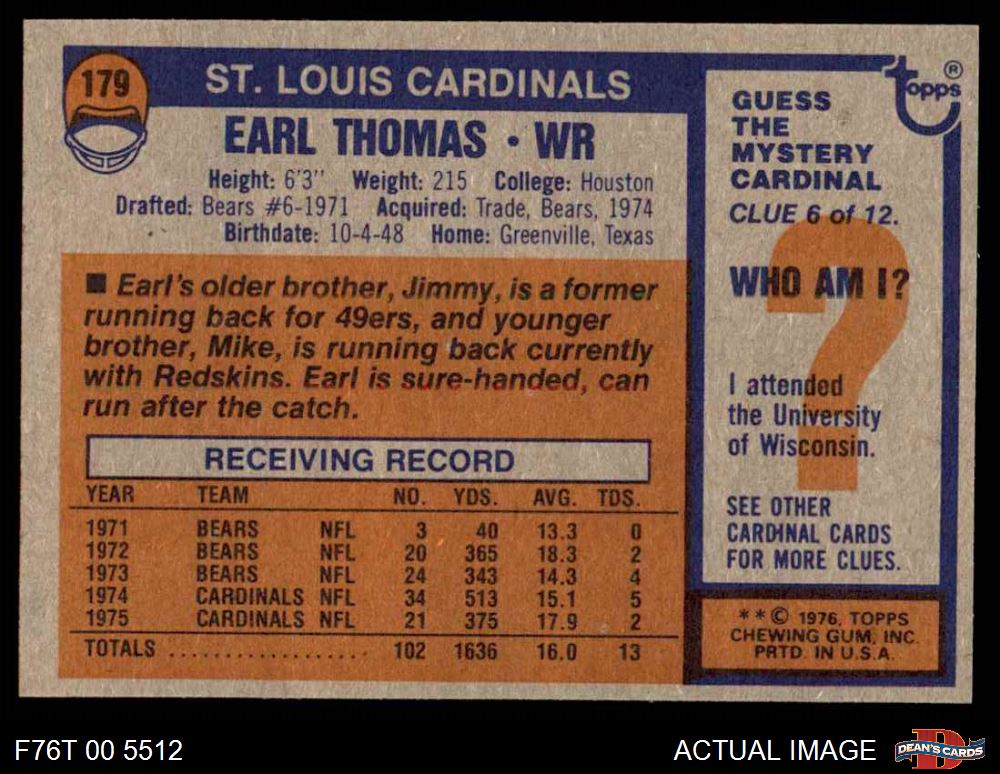 179
ST. LOUIS CARDINALS
EARL THOMAS • WR
Height: 6'3" Weight: 215 College: Houston
Drafted: Bears #6-1971 Acquired: Trade, Bears, 1974
Birthdate: 10-4-48 Home: Greenville, Texas
■ Earl's older brother, Jimmy, is a former
running back for 49ers, and younger
brother, Mike, is running back currently
with Redskins. Earl is sure-handed, can
run after the catch.
RECEIVING RECORD
YEAR TEAM NO. YDS. AVG. TDS.
1971 BEARS NFL 3 40 13.3 0
1972 BEARS NFL 20 365 18.3 2
1973 BEARS NFL 24 343 14.3 4
1974 CARDINALS NFL 34 513 15.1 5
1975 CARDINALS NFL 21 375 17.9 2
TOTALS .................. 102 1636 16.0 13
topps ®
GUESS
THE
MYSTERY
CARDINAL
CLUE 6 of 12.
?
WHO AM I?
I attended
the University
of Wisconsin.
SEE OTHER
CARDINAL CARDS
FOR MORE CLUES.
**© 1976, TOPPS
CHEWING GUM, INC.
PRTD. IN U.S.A.
F76T 00 5512
ACTUAL IMAGE
D
DEAN'S CARDS